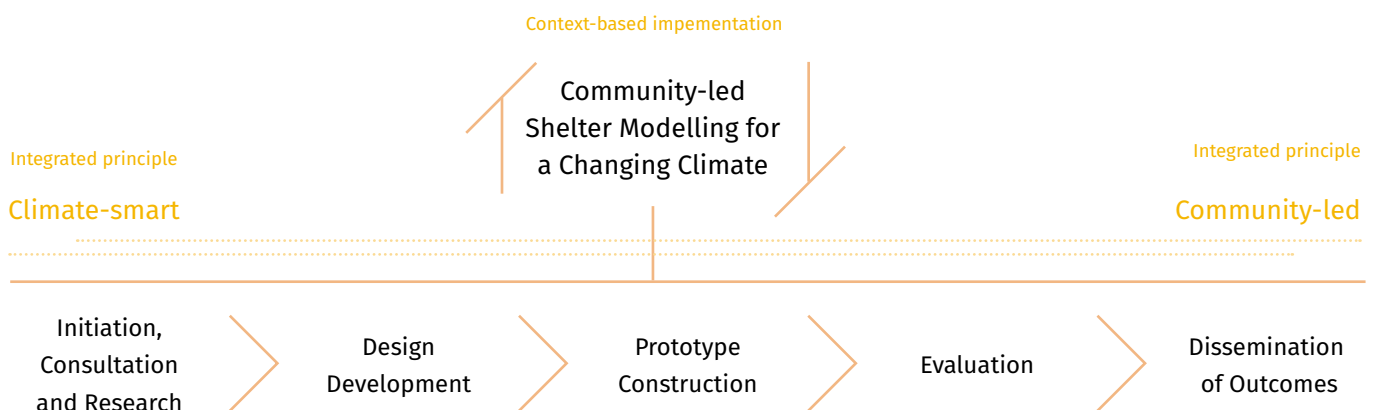 Context-based impementation
Community-led
Shelter Modelling for
a Changing Climate
Integrated principle
Climate-smart
Integrated principle
Community-led
Initiation,
Consultation
and Research
Design
Development
Prototype
Construction
Evaluation
Dissemination
of Outcomes